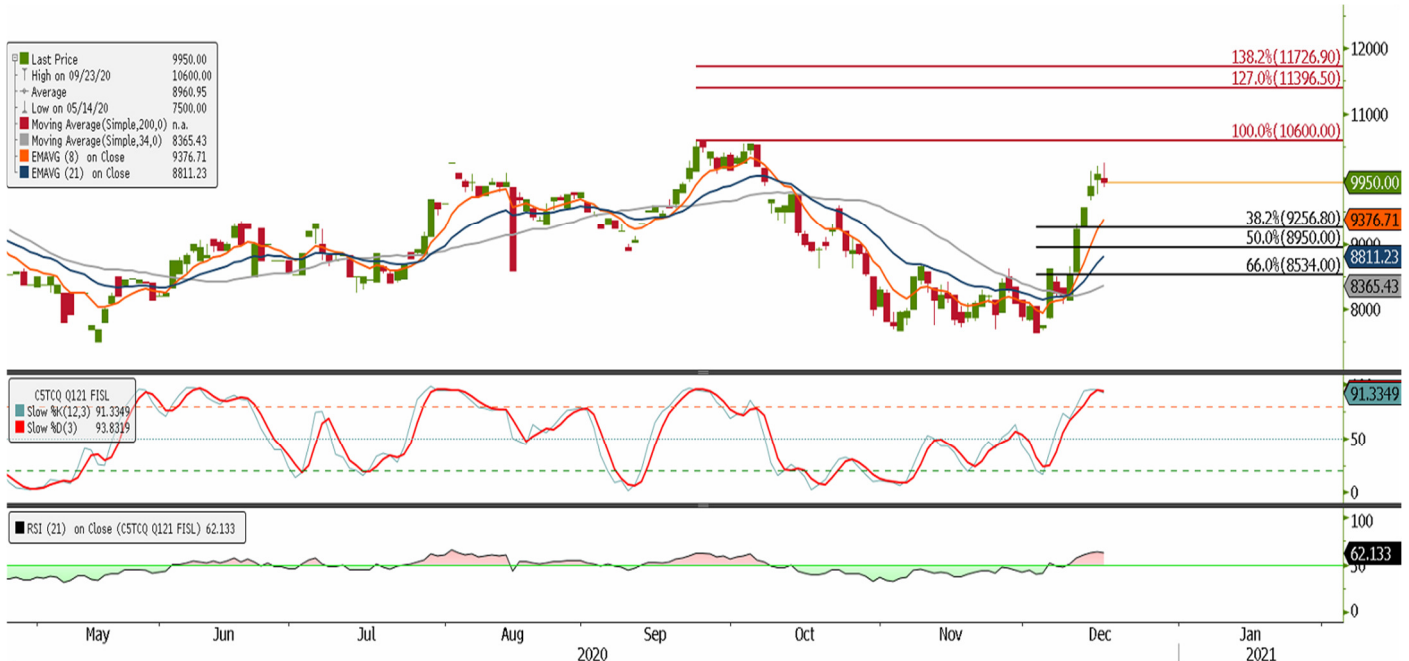 Last Price 9950.00
High on 09/23/20 10600.00
Average 8960.95
Low on 05/14/20 7500.00
Moving Average(Simple,200,0) n.a.
Moving Average(Simple,34,0) 8365.43
EMAVG (8) on Close 9376.71
EMAVG (21) on Close 8811.23
138.2%(11726.90)
127.0%(11396.50)
100.0%(10600.00)
38.2%(9256.80)
50.0%(8950.00)
66.0%(8534.00)
12000
11000
9950.00
9376.71
9000
8811.23
8365.43
8000
C5TCQ Q121 FISL
Slow %K(12,3) 91.3349
Slow %D(3) 93.8319
91.3349
50
0
RSI (21) on Close (C5TCQ Q121 FISL) 62.133
100
62.133
50
0
May Jun Jul Aug Sep Oct Nov Dec Jan
2020 2021